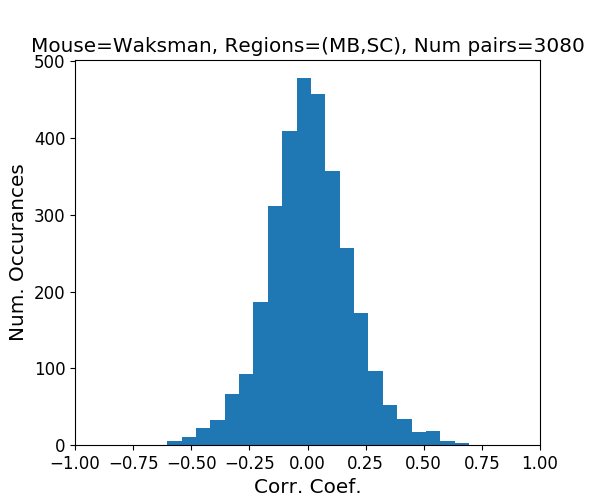 Mouse=Waksman, Regions=(MB,SC), Num pairs=3080
500
400
300
200
100
0
Num. Occurances
−1.00 −0.75 −0.50 −0.25 0.00 0.25 0.50 0.75 1.00
Corr. Coef.